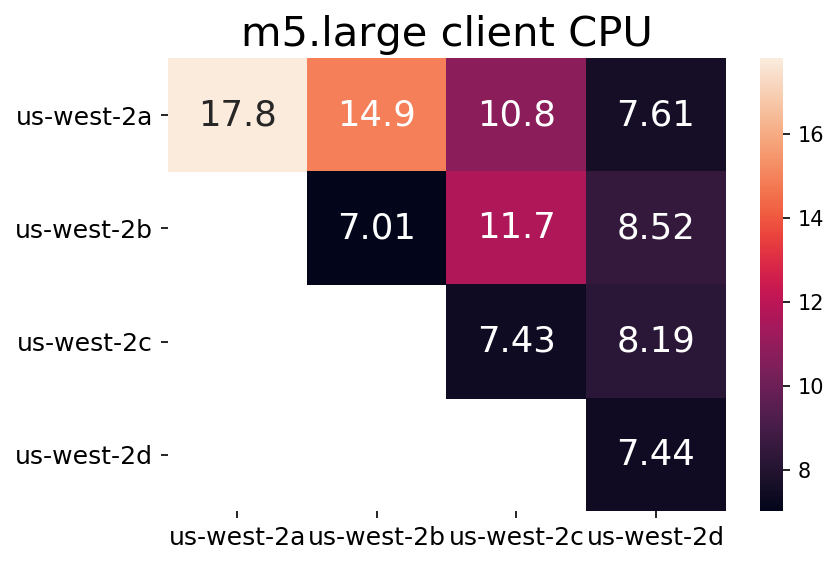 m5.large client CPU
us-west-2a 17.8 14.9 10.8 7.61
16
14
us-west-2b 7.01 11.7 8.52
12
us-west-2c 7.43 8.19
10
us-west-2d 7.44
8
us-west-2a us-west-2b us-west-2c us-west-2d